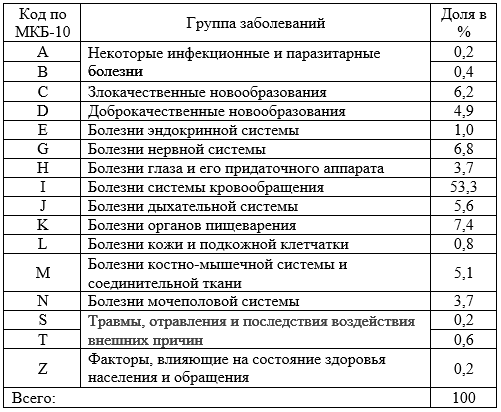 Код по МКБ-10 Группа заболеваний Доля в %
A Некоторые инфекционные и паразитарные 0,2
B болезни 0,4
C Злокачественные новообразования 6,2
D Доброкачественные новообразования 4,9
E Болезни эндокринной системы 1,0
G Болезни нервной системы 6,8
H Болезни глаза и его придаточного аппарата 3,7
I Болезни системы кровообращения 53,3
J Болезни дыхательной системы 5,6
K Болезни органов пищеварения 7,4
L Болезни кожи и подкожной клетчатки 0,8
M Болезни костно-мышечной системы и соединительной ткани 5,1
N Болезни мочеполовой системы 3,7
S Травмы, отравления и последствия воздействия 0,2
T внешних причин 0,6
Z Факторы, влияющие на состояние здоровья населения и обращения 0,2
Всего: 100